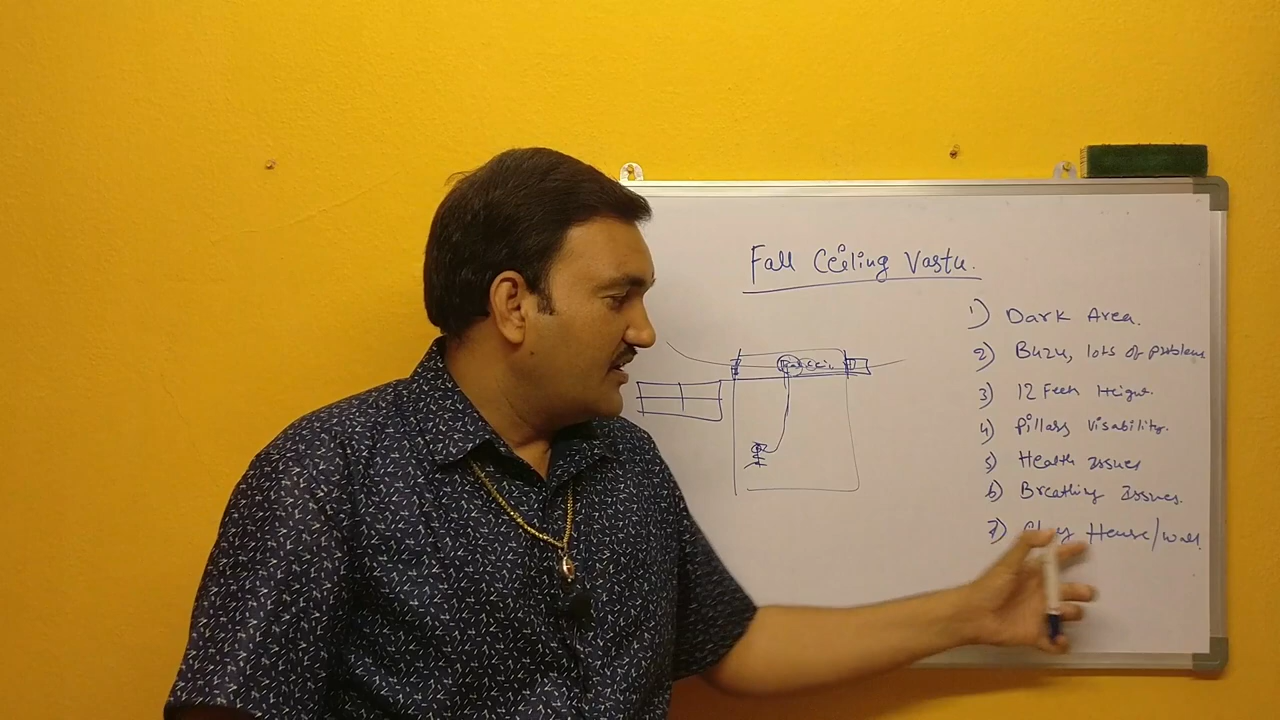 Fall Ceiling Vastu.
1) Dark Area.
2) Buzu, lots of problems
3) 12 Feet Height.
4) Pillars Visability.
5) Health Issues
6) Breathing Issues.
7) House/Wall